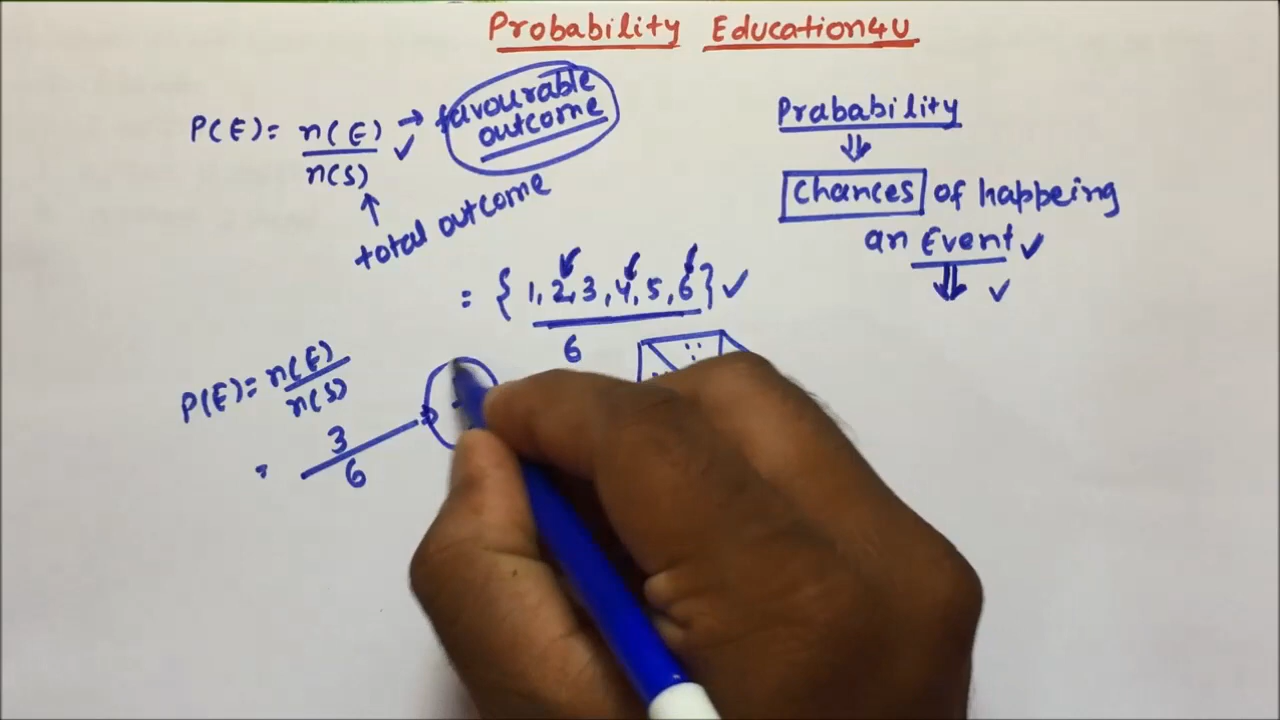 Probability Education4U
P(E)= n(E) → favourable
outcome
n(S)
total outcome
Prabability
Chances of happeing
an Event
= {1,2,3,4,5,6}
6
P(E)= n(E)
n(S)
= 3
6